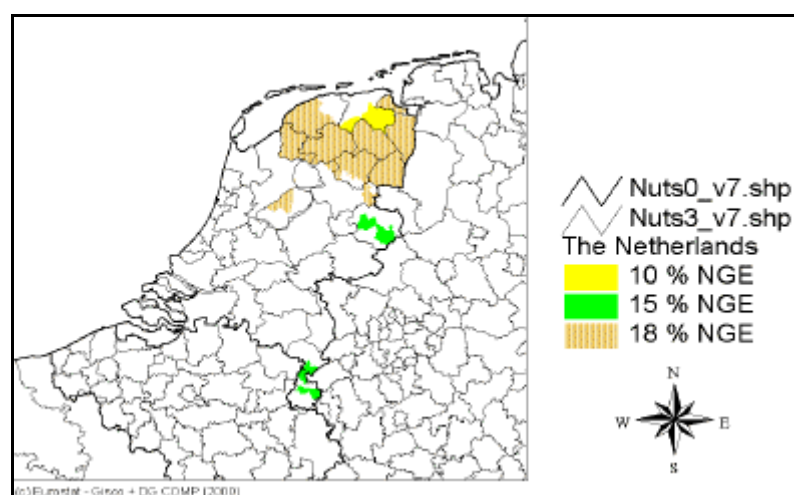 Nuts0_v7.shp
Nuts3_v7.shp
The Netherlands
10 % NGE
15 % NGE
18 % NGE
N
W E
S
(c)Eurostat - Gisco + DG COMP (2000)